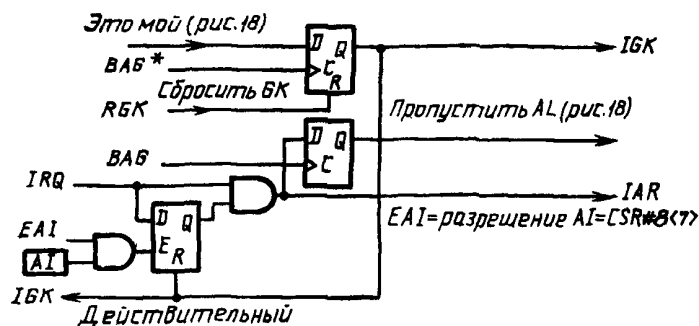 Это мой (рис.18)
D Q
IGK
BAG*
C
R
Сбросить GK
RGK
Пропустить AL (рис.18)
D Q
BAG
C
IRQ
IAR
D Q
EAI = разрешение AI = CSR#8<7>
EAI
E
R
AI
IGK
Действительный